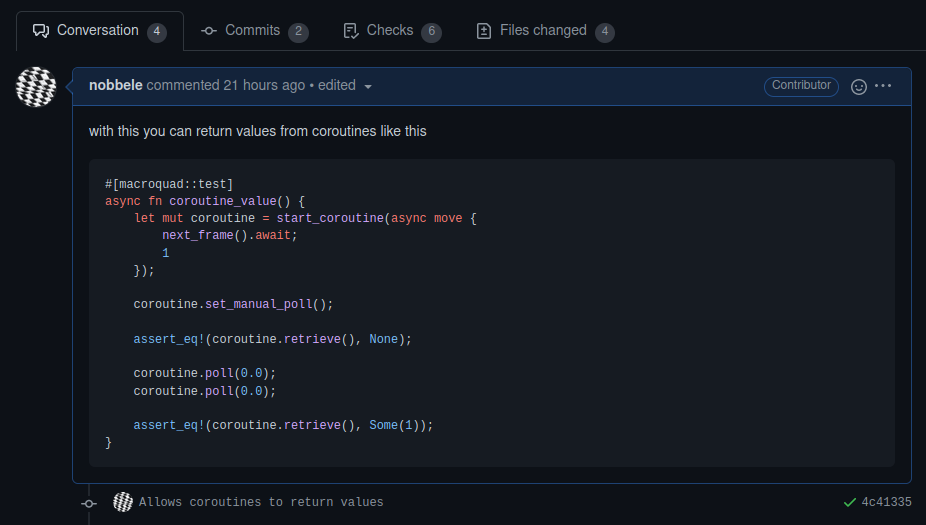 Conversation 4 Commits 2 Checks 6 Files changed 4
nobbele commented 21 hours ago • edited Contributor
with this you can return values from coroutines like this
#[macroquad::test]
async fn coroutine_value() {
    let mut coroutine = start_coroutine(async move {
        next_frame().await;
        1
    });
    coroutine.set_manual_poll();
    assert_eq!(coroutine.retrieve(), None);
    coroutine.poll(0.0);
    coroutine.poll(0.0);
    assert_eq!(coroutine.retrieve(), Some(1));
}
Allows coroutines to return values 4c41335